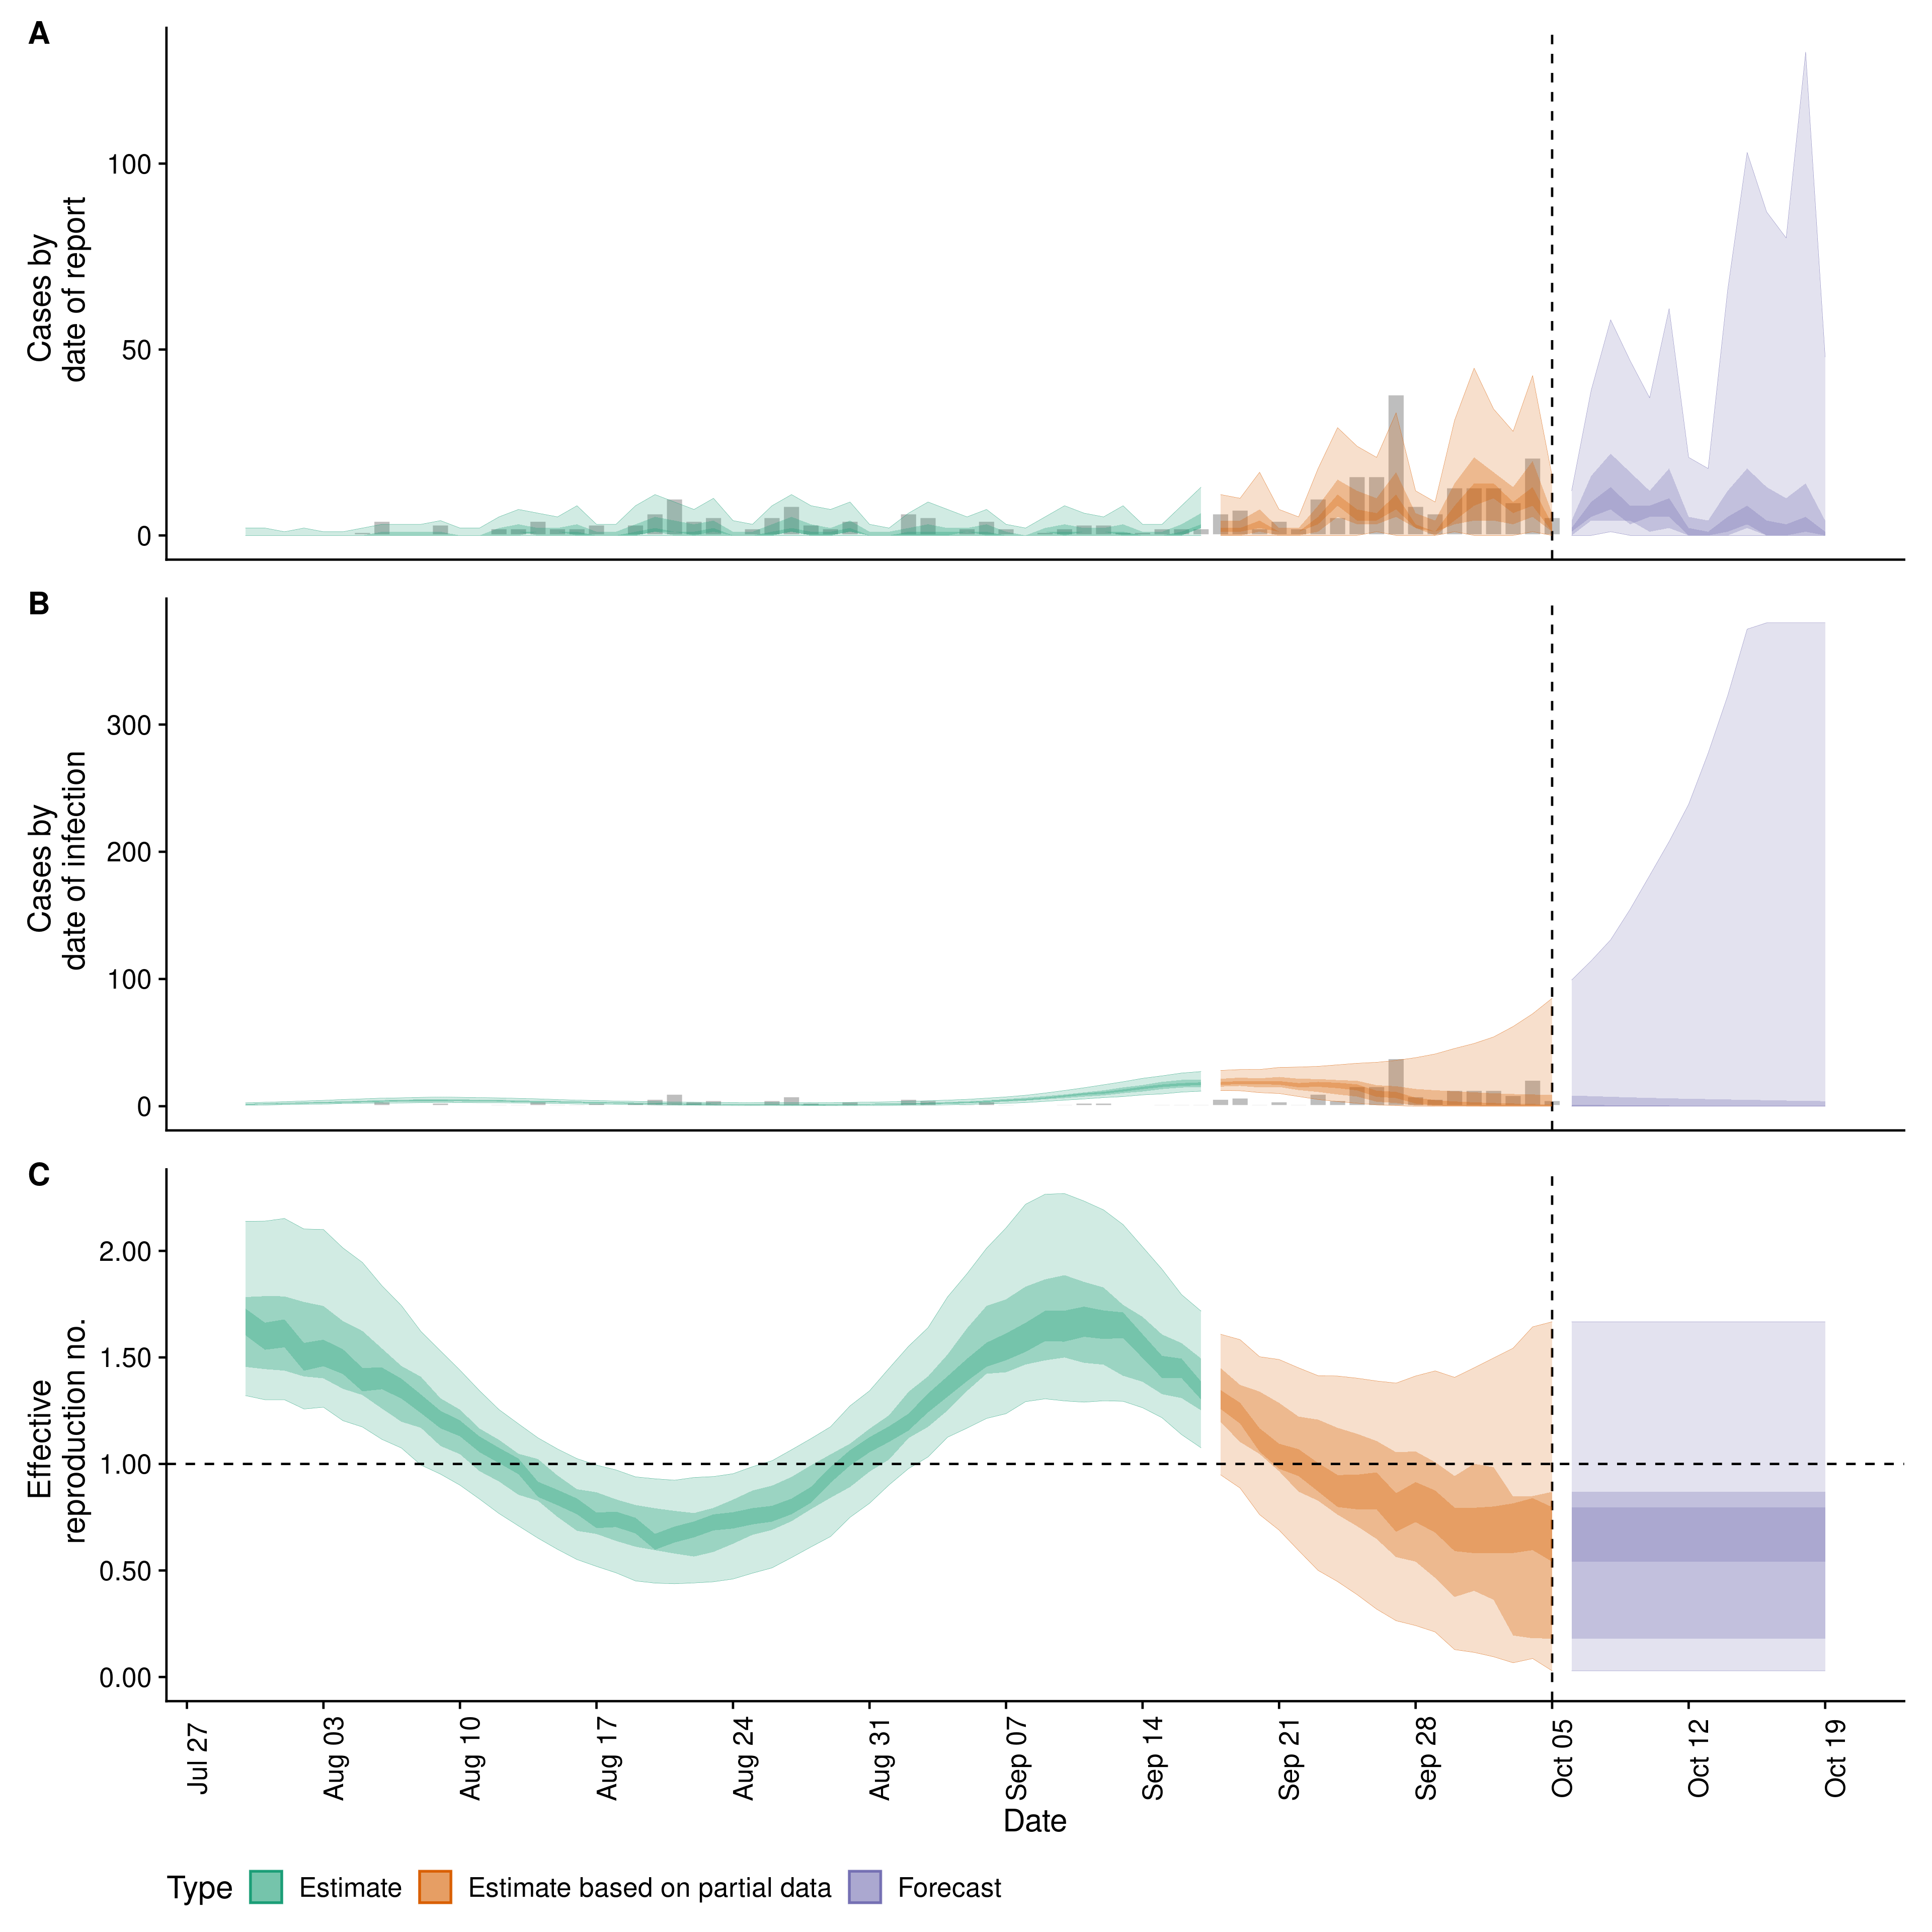 A
Cases by
date of report
100
50
0
B
Cases by
date of infection
300
200
100
0
C
Effective
reproduction no.
2.00
1.50
1.00
0.50
0.00
Jul 27
Aug 03
Aug 10
Aug 17
Aug 24
Aug 31
Sep 07
Sep 14
Sep 21
Sep 28
Oct 05
Oct 12
Oct 19
Date
Type Estimate Estimate based on partial data Forecast